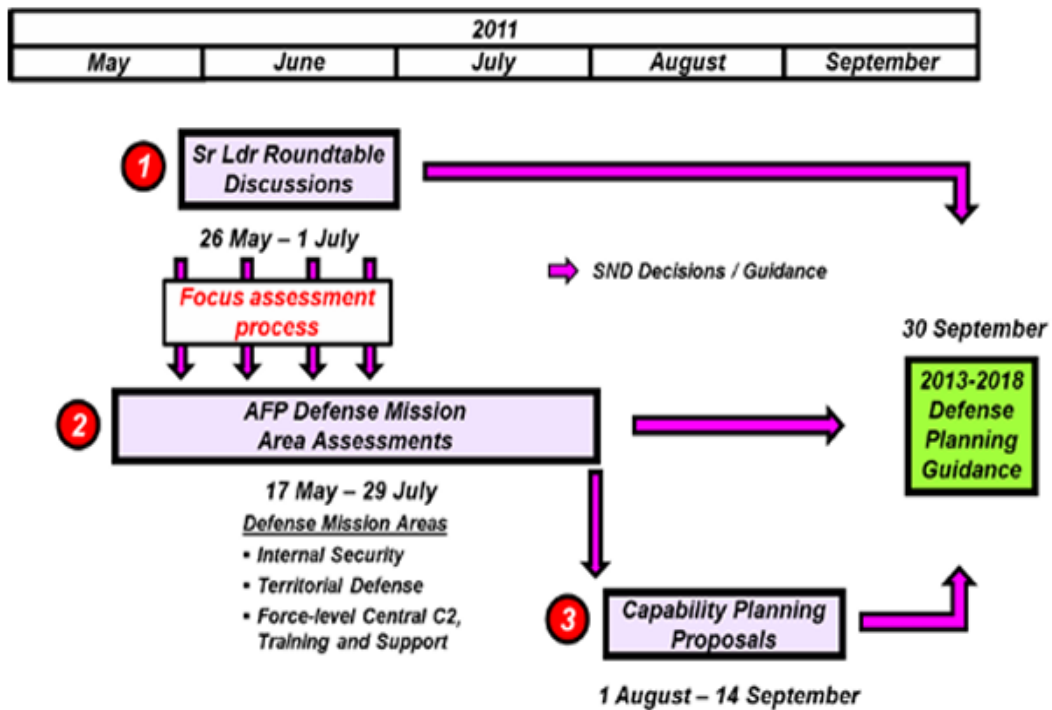 2011
May June July August September
1
Sr Ldr Roundtable
Discussions
26 May – 1 July
SND Decisions / Guidance
Focus assessment
process
30 September
2013-2018
Defense
Planning
Guidance
2
AFP Defense Mission
Area Assessments
17 May – 29 July
Defense Mission Areas
▪ Internal Security
▪ Territorial Defense
▪ Force-level Central C2,
Training and Support
3
Capability Planning
Proposals
1 August – 14 September